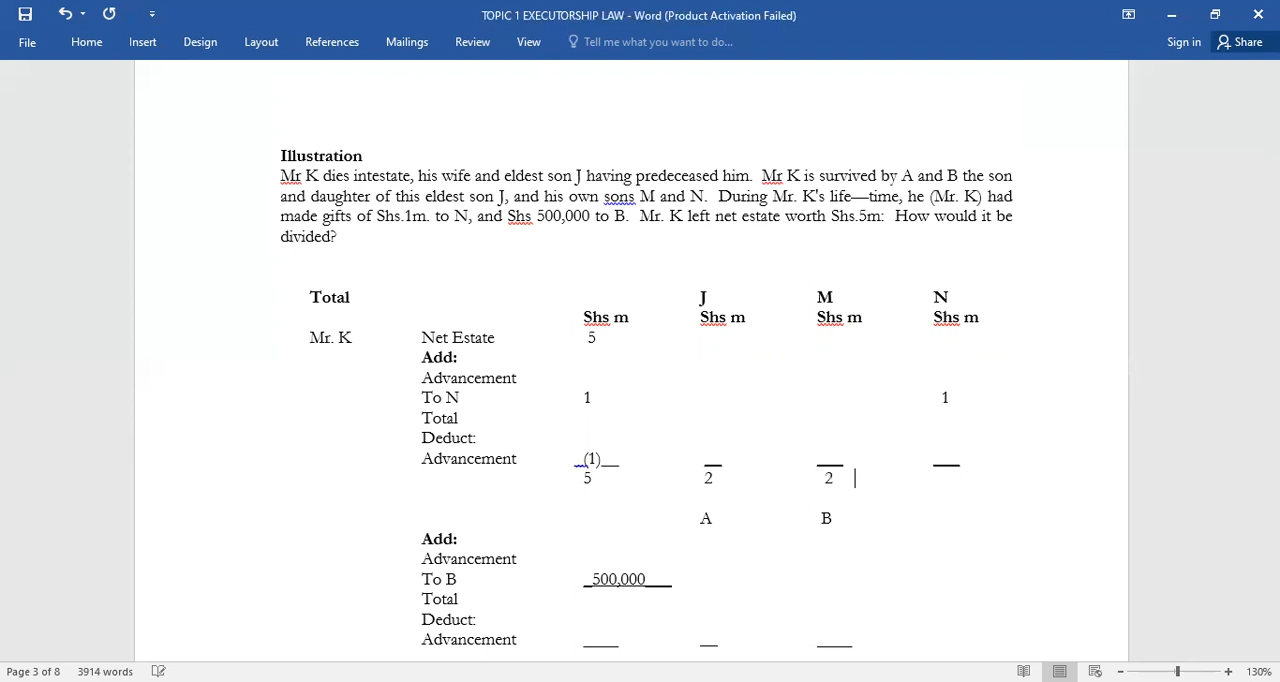 TOPIC 1 EXECUTORSHIP LAW - Word (Product Activation Failed)
File Home Insert Design Layout References Mailings Review View Tell me what you want to do... Sign in Share
Illustration
Mr K dies intestate, his wife and eldest son J having predeceased him. Mr K is survived by A and B the son
and daughter of this eldest son J, and his own sons M and N. During Mr. K's life—time, he (Mr. K) had
made gifts of Shs.1m. to N, and Shs 500,000 to B. Mr. K left net estate worth Shs.5m: How would it be
divided?
Total J M N
Shs m Shs m Shs m Shs m
Mr. K Net Estate 5
Add:
Advancement
To N 1 1
Total
Deduct:
Advancement (1)
5 2 2
A B
Add:
Advancement
To B 500,000
Total
Deduct:
Advancement
Page 3 of 8 3914 words 130%